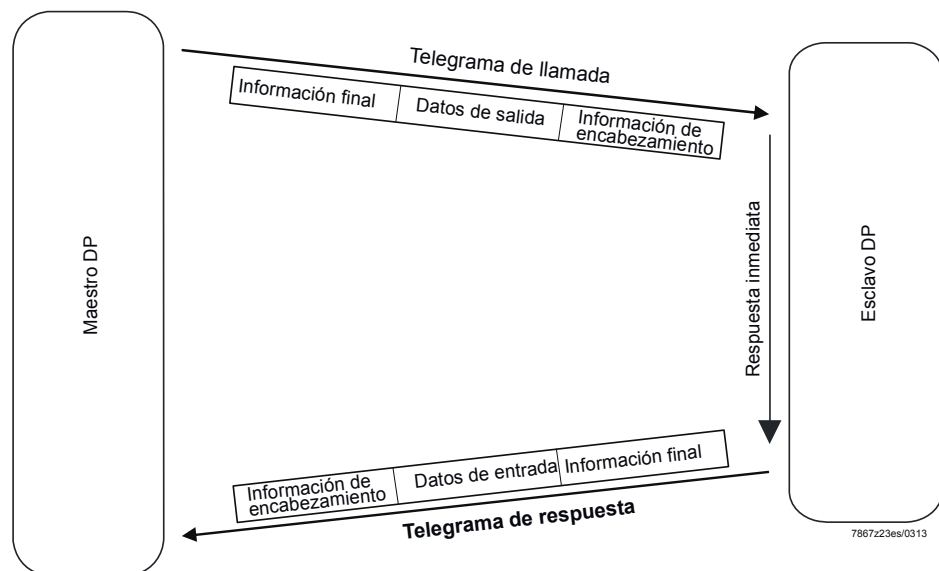 Telegrama de llamada
Información final
Datos de salida
Información de
encabezamiento
Maestro DP
Respuesta inmediata
Esclavo DP
Información de
encabezamiento
Datos de entrada
Información final
Telegrama de respuesta
7867z23es/0313